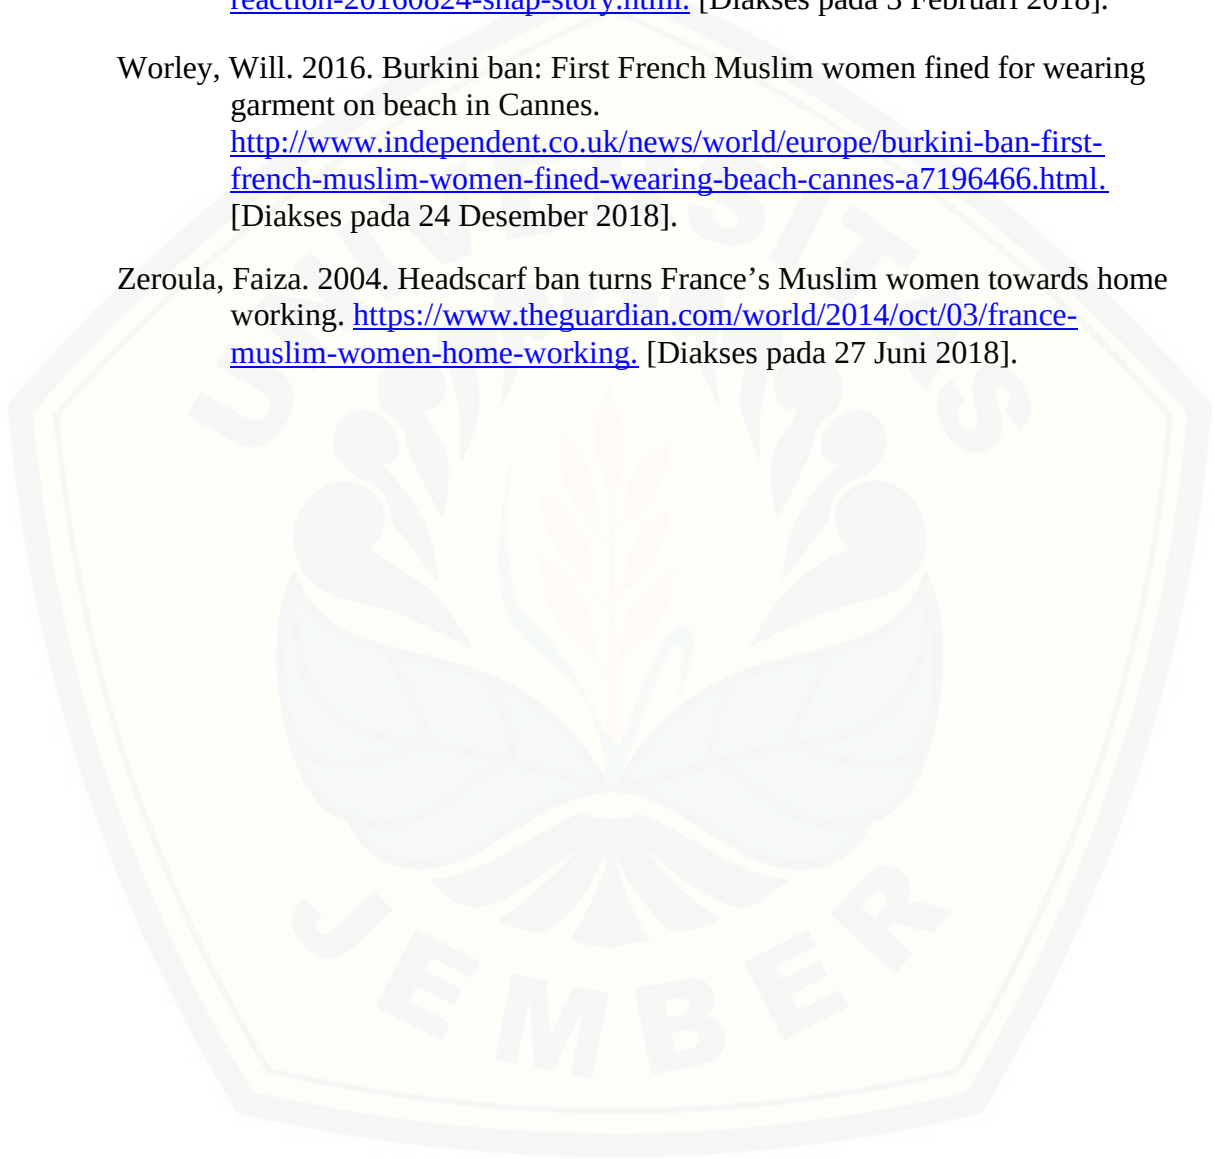 reaction-20160824-snap-story.html. [Diakses pada 5 Februari 2018].
Worley, Will. 2016. Burkini ban: First French Muslim women fined for wearing
garment on beach in Cannes.
http://www.independent.co.uk/news/world/europe/burkini-ban-first-
french-muslim-women-fined-wearing-beach-cannes-a7196466.html.
[Diakses pada 24 Desember 2018].
Zeroula, Faiza. 2004. Headscarf ban turns France’s Muslim women towards home
working. https://www.theguardian.com/world/2014/oct/03/france-
muslim-women-home-working. [Diakses pada 27 Juni 2018].
UNIVERSITAS
JEMBER